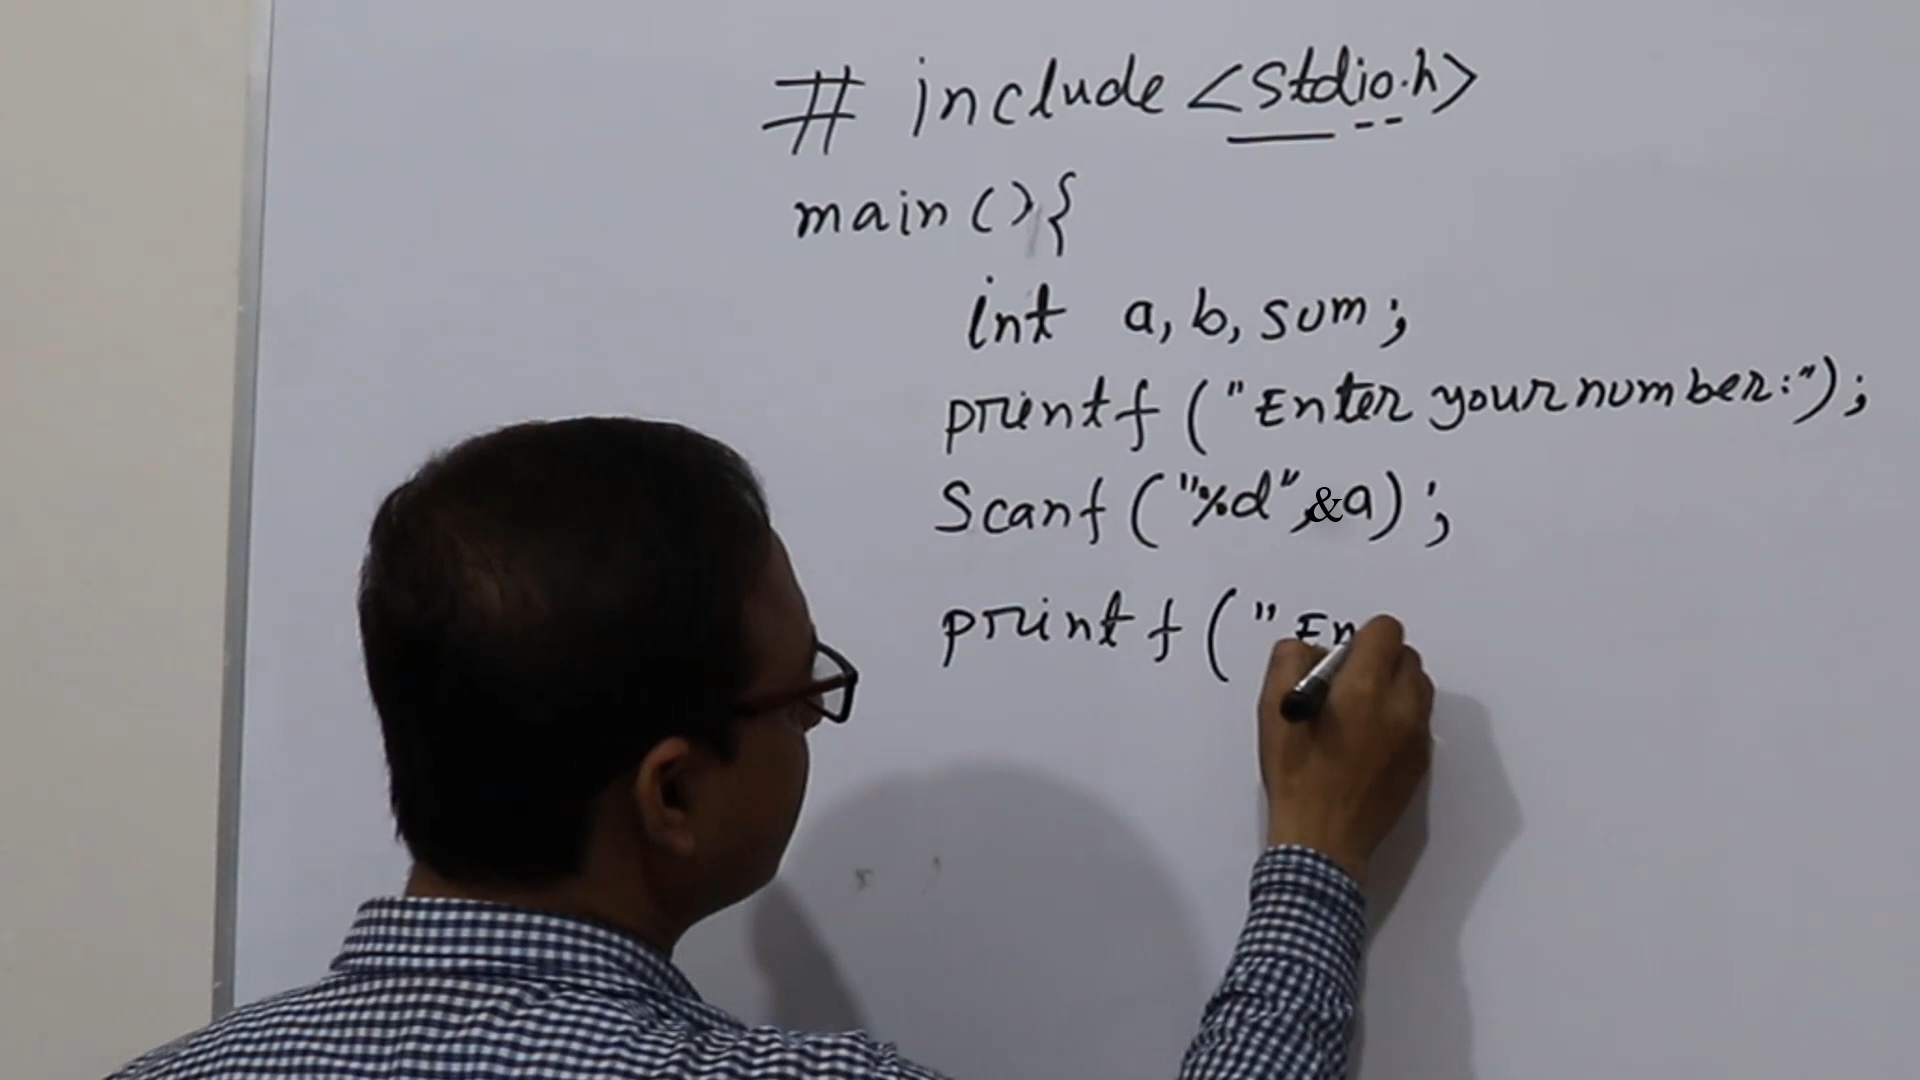 # include <stdio.h>
main(){
int a, b, sum;
printf ("Enter your number:");
Scanf ("%d",&a);
printf ("En